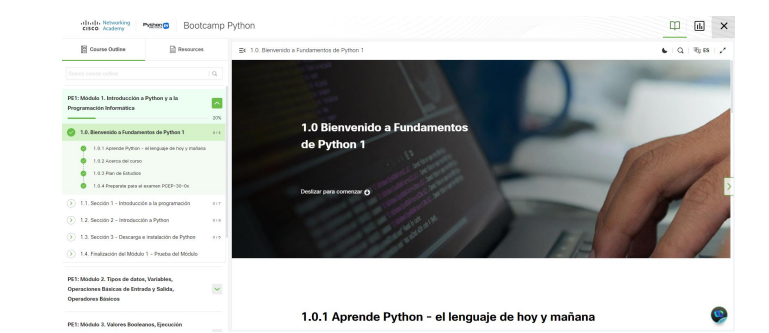 Networking
CISCO Academy
Python
Bootcamp Python
Course Outline
Resources
Search course outline
PE1: Módulo 1. Introducción a Python y a la
Programación Informática
20%
1.0. Bienvenido a Fundamentos de Python 1
1.0.1 Aprende Python - el lenguaje de hoy y mañana
1.0.2 Acerca del curso
1.0.3 Plan de Estudios
1.0.4 Preparate para el examen PCEP-30-0x
1.1. Sección 1 – Introducción a la programación
1.2. Sección 2 – Introducción a Python
1.3. Sección 3 – Descarga e instalación de Python
1.4. Finalización del Módulo 1 – Prueba del Módulo
PE1: Módulo 2. Tipos de datos, Variables,
Operaciones Básicas de Entrada y Salida,
Operadores Básicos
PE1: Módulo 3. Valores Booleanos, Ejecución
1.0. Bienvenido a Fundamentos de Python 1
ES
1.0 Bienvenido a Fundamentos
de Python 1
Deslizar para comenzar
1.0.1 Aprende Python - el lenguaje de hoy y mañana